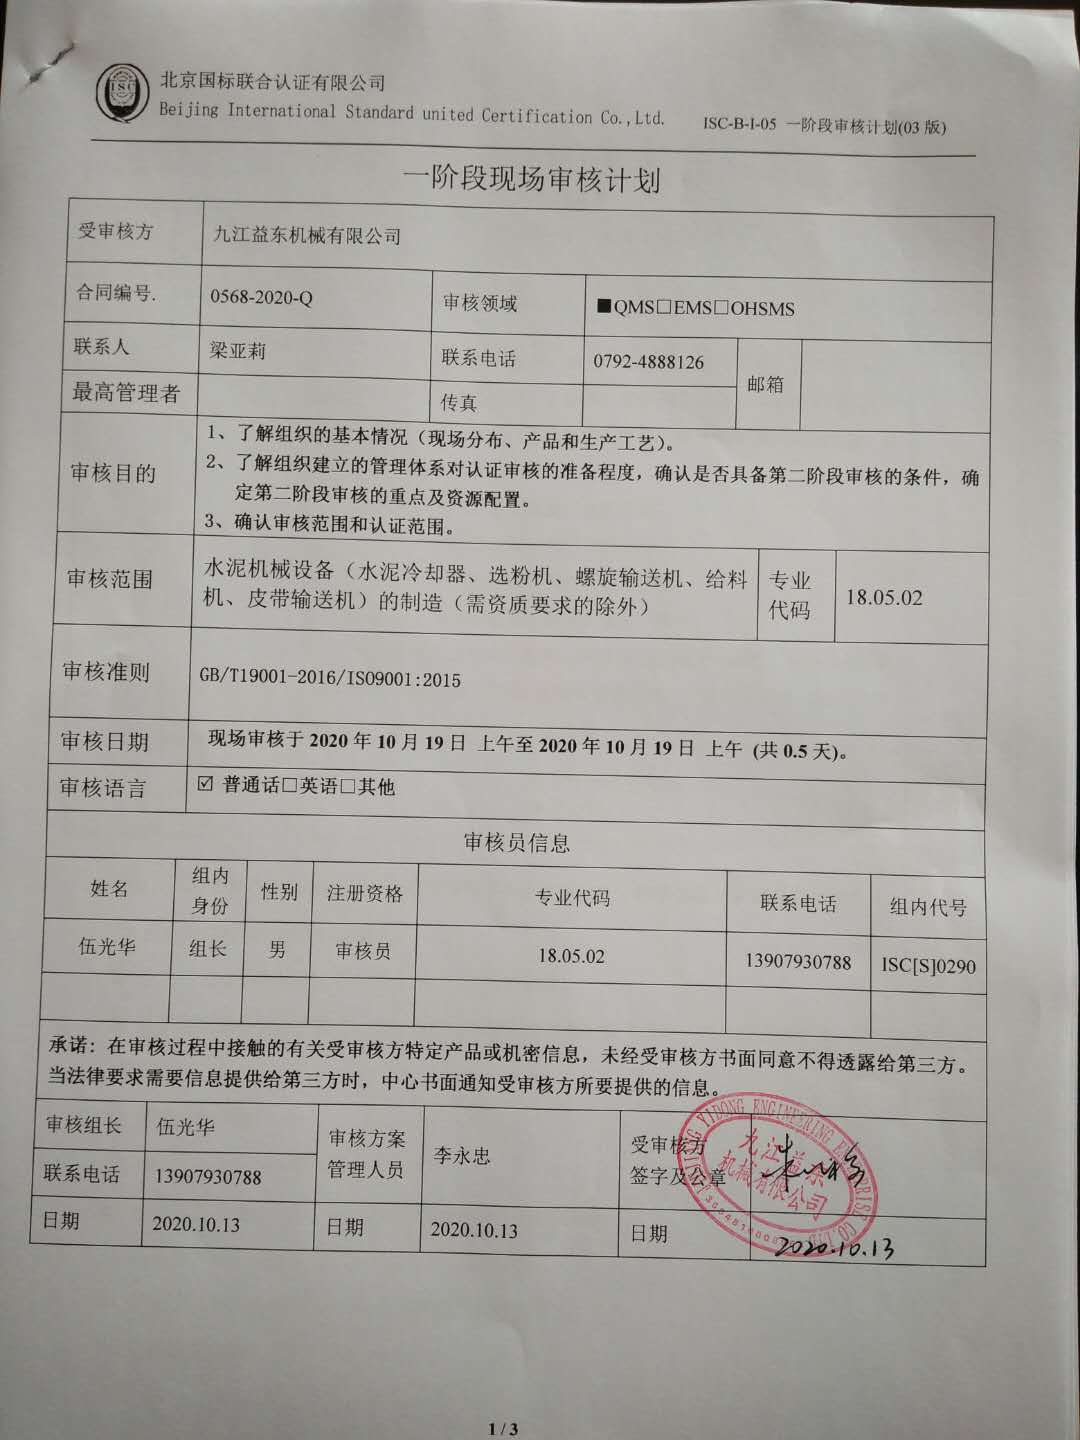 ISC
北京国标联合认证有限公司
Beijing International Standard united Certification Co.,Ltd.
ISC-B-I-05 一阶段审核计划(03 版)
一阶段现场审核计划
受审核方 九江益东机械有限公司
合同编号. 0568-2020-Q 审核领域 ■QMS□EMS□OHSMS
联系人 梁亚莉 联系电话 0792-4888126 邮箱
最高管理者 传真
审核目的
1、了解组织的基本情况（现场分布、产品和生产工艺）。
2、了解组织建立的管理体系对认证审核的准备程度，确认是否具备第二阶段审核的条件，确
定第二阶段审核的重点及资源配置。
3、确认审核范围和认证范围。
审核范围
水泥机械设备（水泥冷却器、选粉机、螺旋输送机、给料
机、皮带输送机）的制造（需资质要求的除外）
专业
代码
18.05.02
审核准则 GB/T19001-2016/ISO9001:2015
审核日期 现场审核于 2020 年 10 月 19 日 上午至 2020 年 10 月 19 日 上午 (共 0.5 天)。
审核语言 ☑ 普通话□英语□其他
审核员信息
姓名 组内身份 性别 注册资格 专业代码 联系电话 组内代号
伍光华 组长 男 审核员 18.05.02 13907930788 ISC[S]0290
承诺：在审核过程中接触的有关受审核方特定产品或机密信息，未经受审核方书面同意不得透露给第三方。
当法律要求需要信息提供给第三方时，中心书面通知受审核方所要提供的信息。
审核组长 伍光华
联系电话 13907930788
审核方案
管理人员
李永忠
受审核方
签字及公章
九江益东
机械有限公司
日期 2020.10.13 日期 2020.10.13 日期 2020.10.13
1 / 3